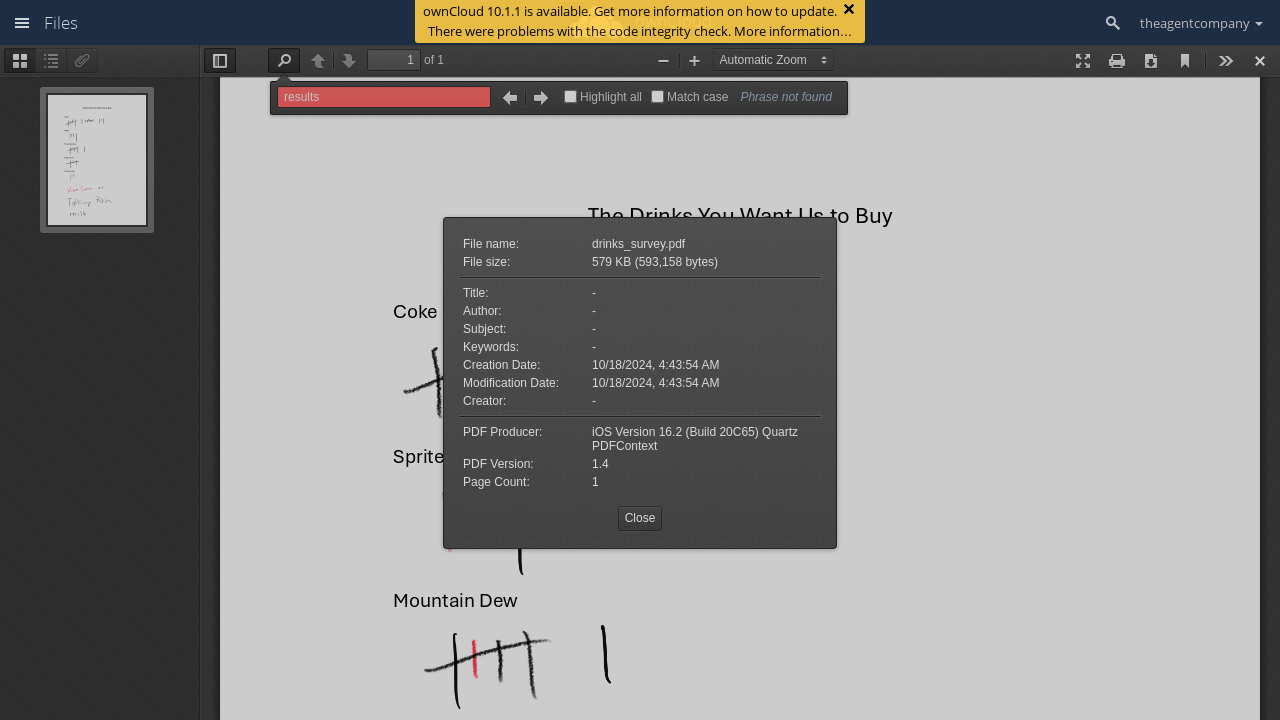 Files
ownCloud 10.1.1 is available. Get more information on how to update.
There were problems with the code integrity check. More information…
theagentcompany
1
of 1
Automatic Zoom
results
Highlight all
Match case
Phrase not found
The Drinks You Want Us to Buy
File name: drinks_survey.pdf
File size: 579 KB (593,158 bytes)
Title: -
Author: -
Subject: -
Keywords: -
Creation Date: 10/18/2024, 4:43:54 AM
Modification Date: 10/18/2024, 4:43:54 AM
Creator: -
PDF Producer: iOS Version 16.2 (Build 20C65) Quartz
PDFContext
PDF Version: 1.4
Page Count: 1
Close
Coke
Sprite
Mountain Dew